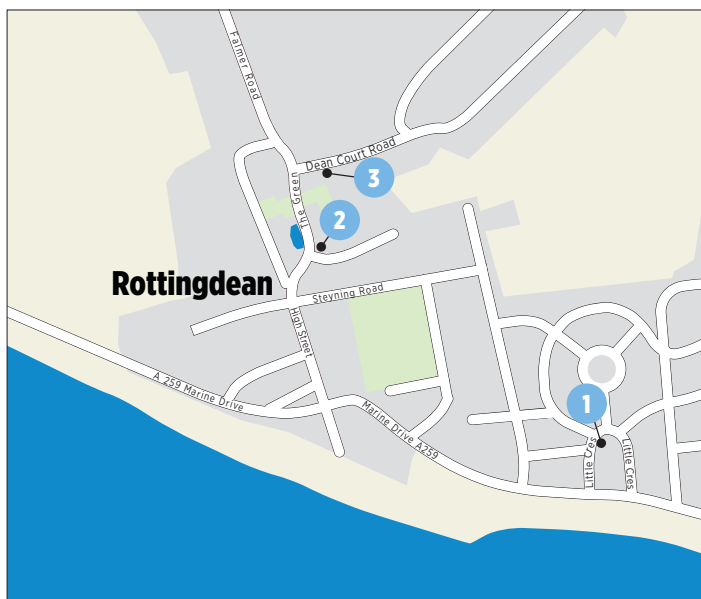 Falmer Road
Dean Court Road
3
The Green
2
Rottingdean
Steyning Road
High Street
A 259 Marine Drive
Marine Drive A259
1
Little Cres
Little Cres